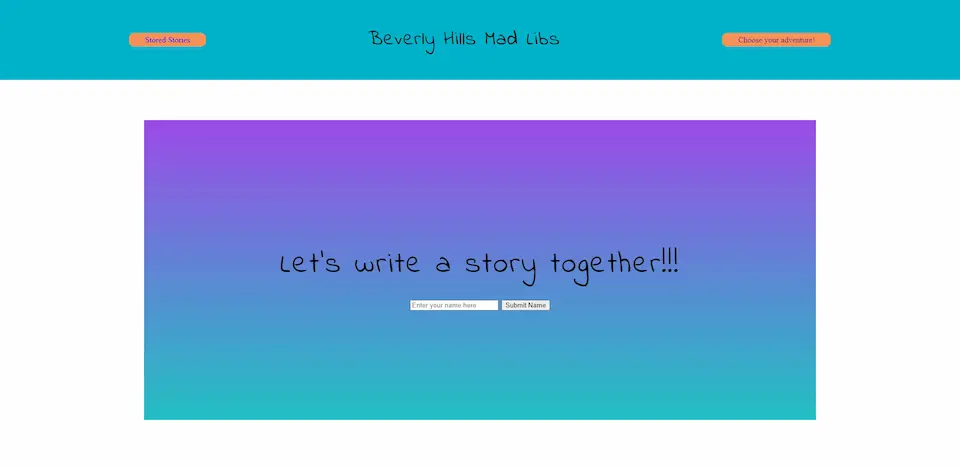 Stored Stories
Beverly Hills Mad Libs
Choose your adventure!
Let's write a story together!!!
Enter your name here
Submit Name